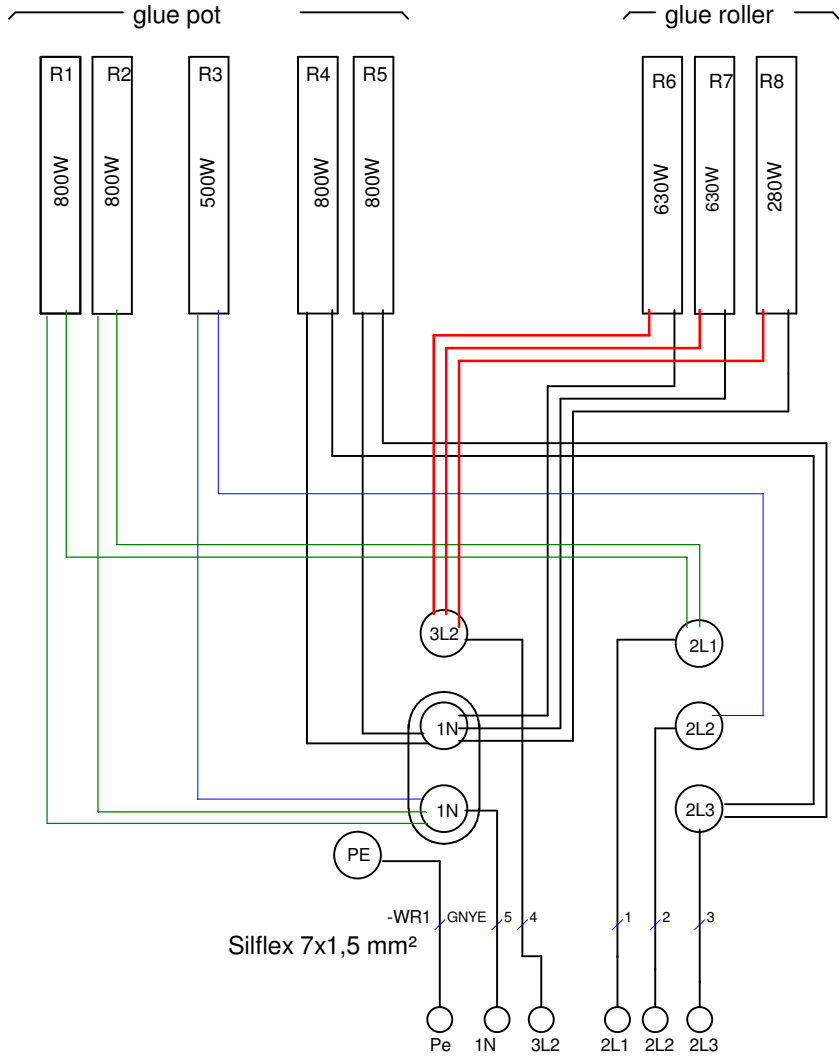 glue pot
glue roller
R1
R2
R3
R4
R5
R6
R7
R8
800W
800W
500W
800W
800W
630W
630W
280W
3L2
2L1
1N
2L2
1N
2L3
PE
-WR1
GNYE
5
4
1
2
3
Silflex 7x1,5 mm²
Pe
1N
3L2
2L1
2L2
2L3